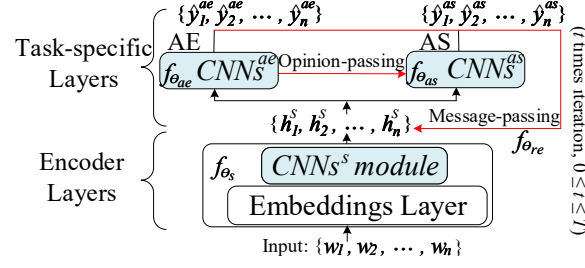 {ŷ₁ᵃᵉ, ŷ₂ᵃᵉ, ..., ŷₙᵃᵉ} {ŷ₁ᵃˢ, ŷ₂ᵃˢ, ..., ŷₙᵃˢ}
Task-specific
Layers
AE
AS
f_θae CNNsᵃᵉ
Opinion-passing
f_θas CNNsᵃˢ
{h₁ˢ, h₂ˢ, ..., hₙˢ}
Message-passing
f_θre
(t times iteration, 0 ≤ t ≤ T)
Encoder
Layers
f_θs
CNNsˢ module
Embeddings Layer
Input: {w₁, w₂, ..., wₙ}